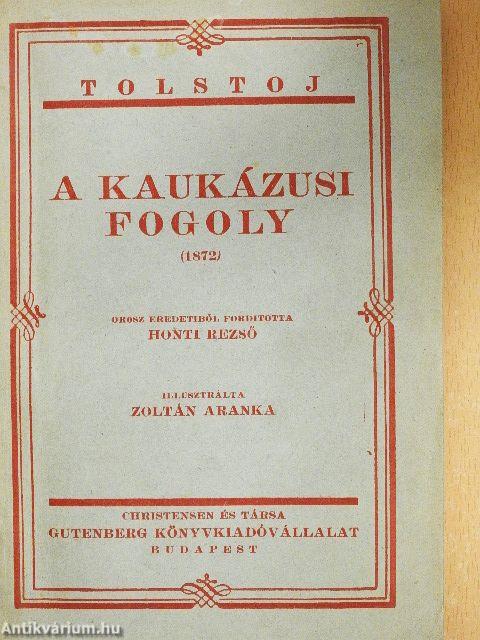 TOLSTOJ
A KAUKÁZUSI
FOGOLY
(1872)
OROSZ EREDETIBŐL FORDITOTTA
HONTI REZSŐ
ILLUSZTRÁLTA
ZOLTÁN ARANKA
CHRISTENSEN ÉS TÁRSA
GUTENBERG KÖNYVKIADÓVÁLLALAT
BUDAPEST
Antikvárium.hu